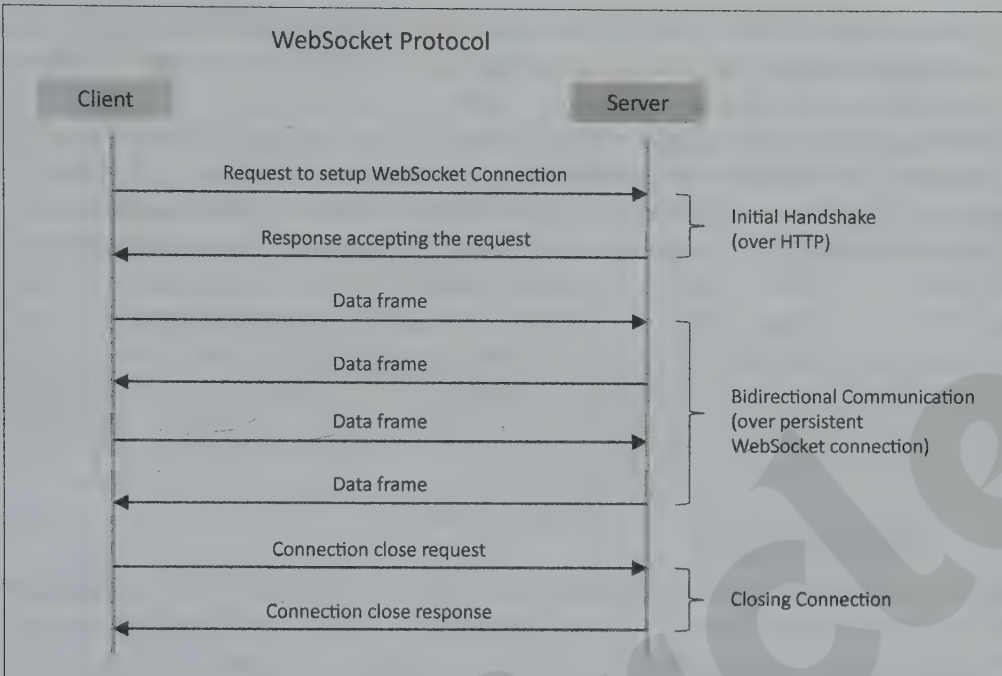 WebSocket Protocol
Client
Server
Request to setup WebSocket Connection
Initial Handshake
(over HTTP)
Response accepting the request
Data frame
Data frame
Bidirectional Communication
(over persistent
WebSocket connection)
Data frame
Data frame
Connection close request
Closing Connection
Connection close response